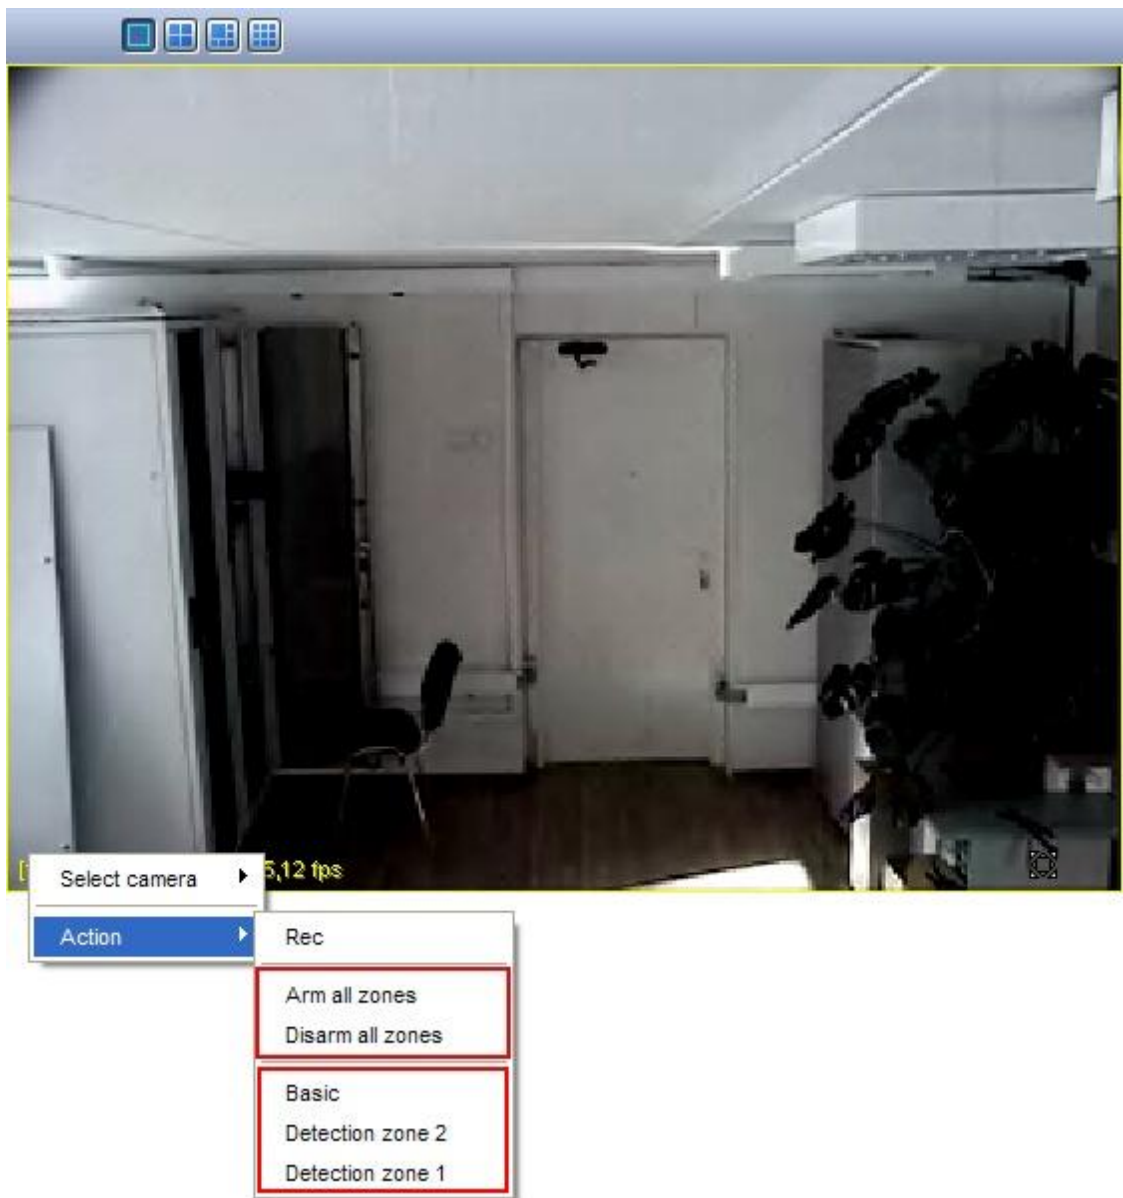 [
5,12 fps
Select camera
Action
Rec
Arm all zones
Disarm all zones
Basic
Detection zone 2
Detection zone 1